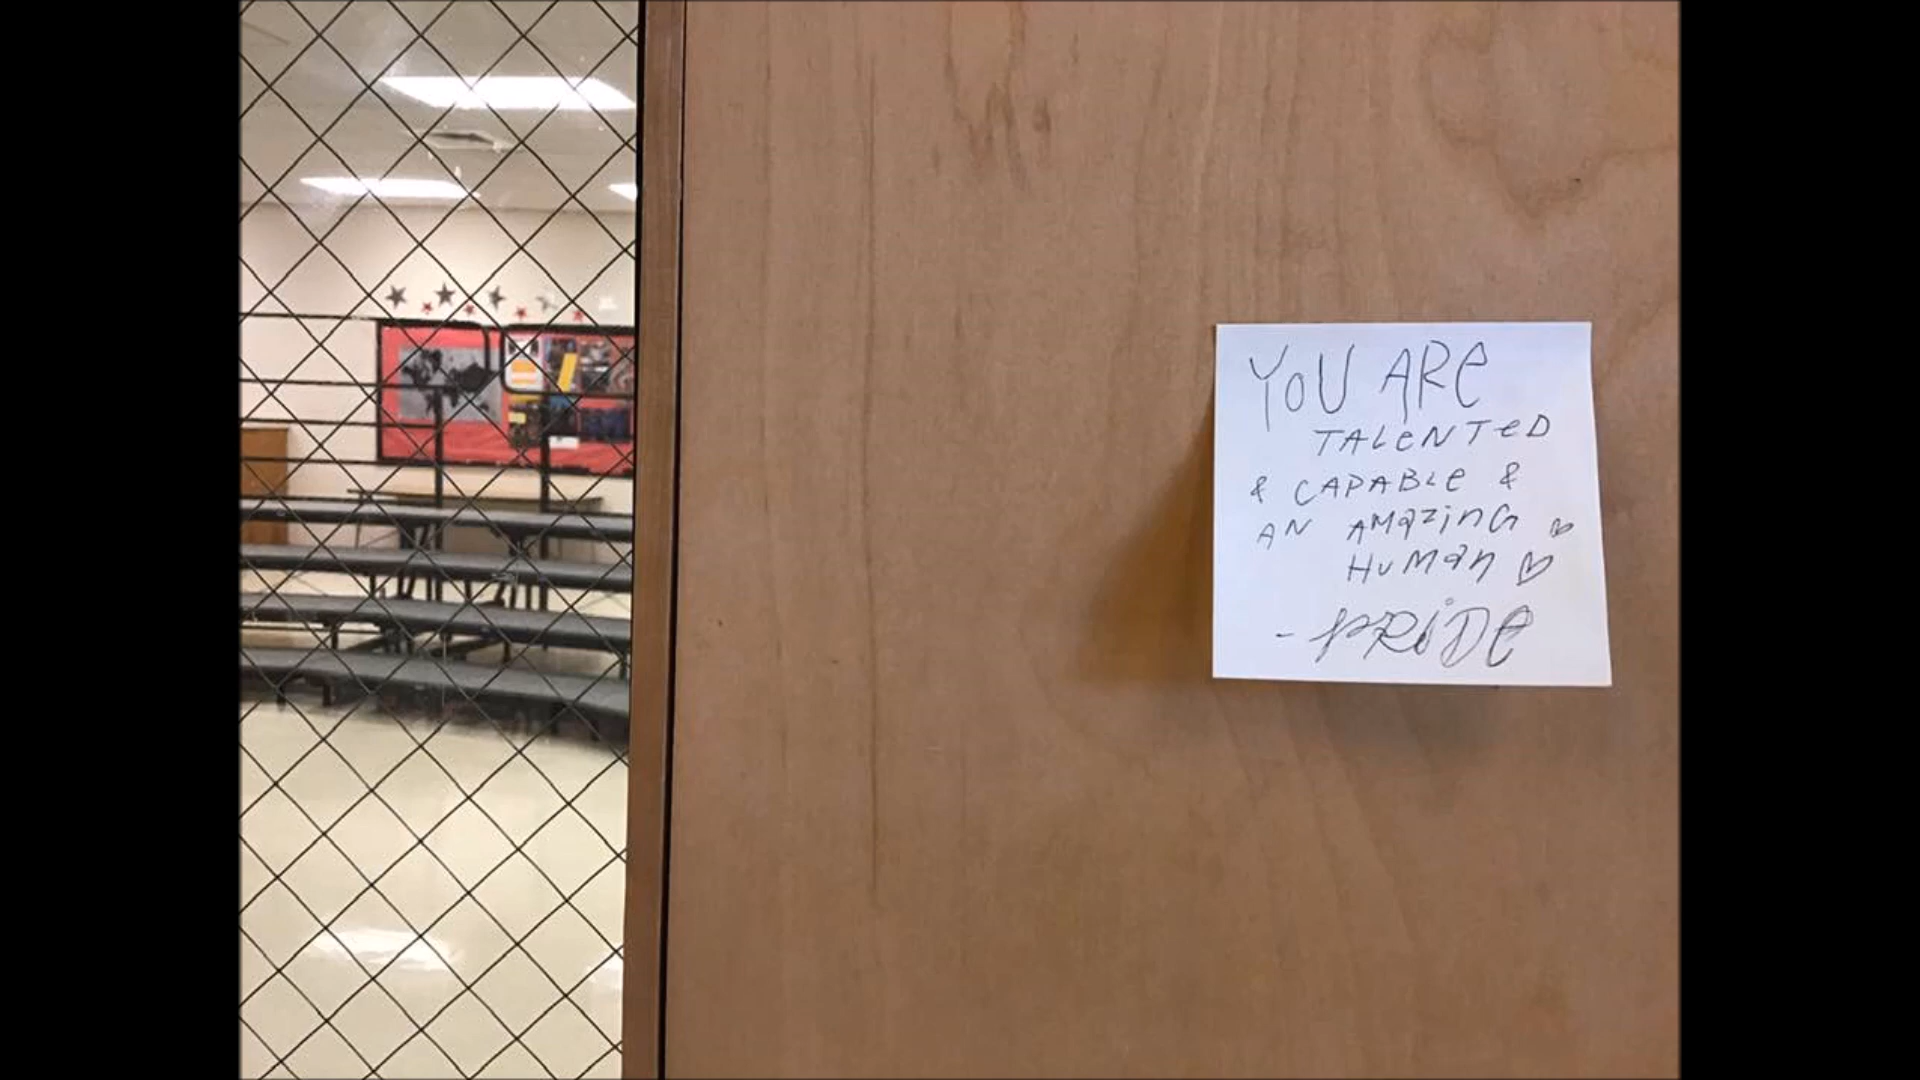 YOU ARe
TALeNTeD
& CAPABLe &
AN AMaZinG
HuMan
- PRiDe